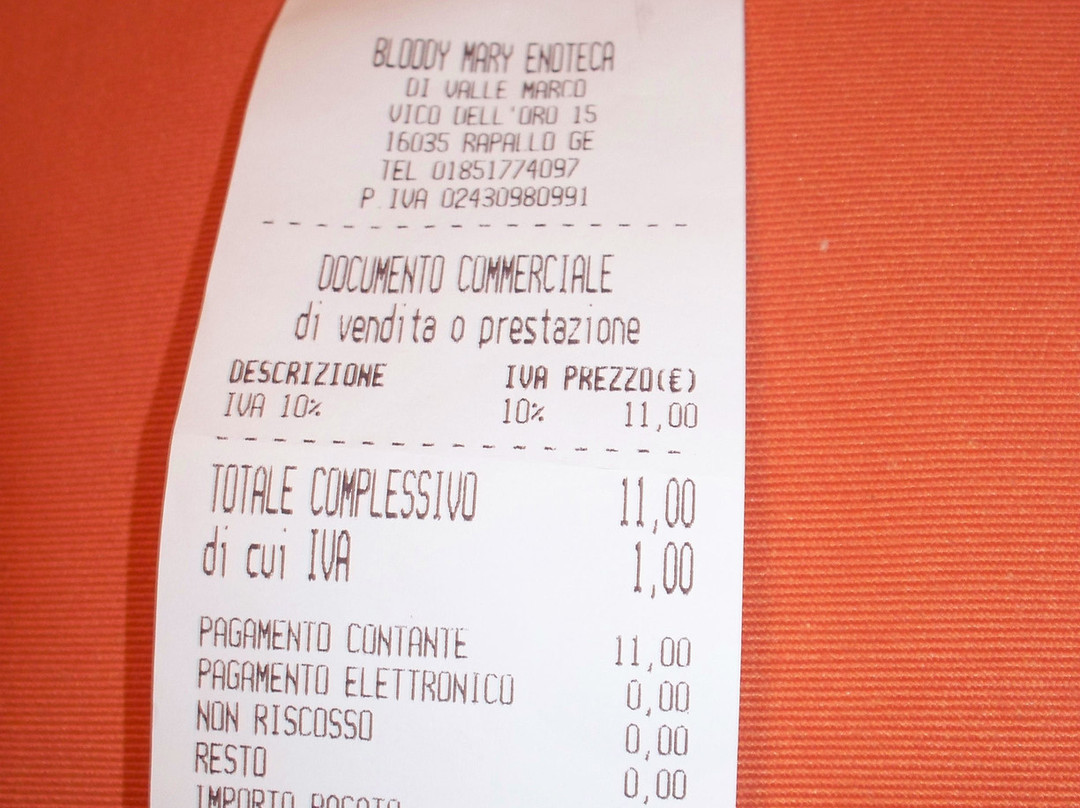 BLOODY MARY ENOTECA
DI VALLE MARCO
VICO DELL'ORO 15
16035 RAPALLO GE
TEL 01851774097
P.IVA 02430980991
DOCUMENTO COMMERCIALE
di vendita o prestazione
DESCRIZIONE IVA PREZZO(€)
IVA 10% 10% 11,00
TOTALE COMPLESSIVO 11,00
di cui IVA 1,00
PAGAMENTO CONTANTE 11,00
PAGAMENTO ELETTRONICO 0,00
NON RISCOSSO 0,00
RESTO 0,00
IMPORTO PAGATO